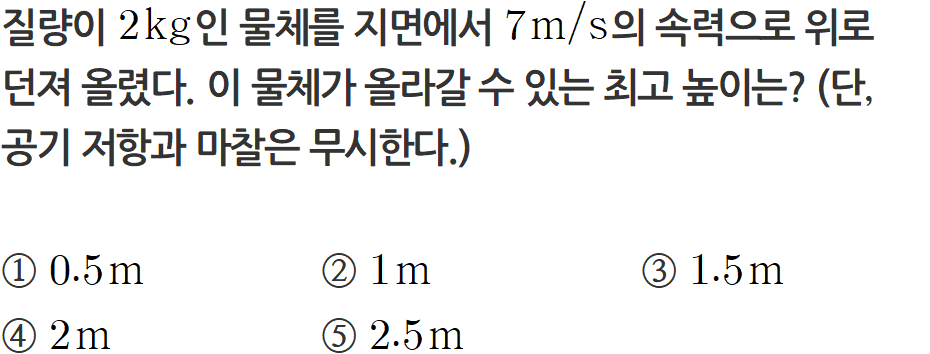 질량이 2kg인 물체를 지면에서 7m/s의 속력으로 위로
던져 올렸다. 이 물체가 올라갈 수 있는 최고 높이는? (단,
공기 저항과 마찰은 무시한다.)
① 0.5m ② 1m ③ 1.5m
④ 2m ⑤ 2.5m